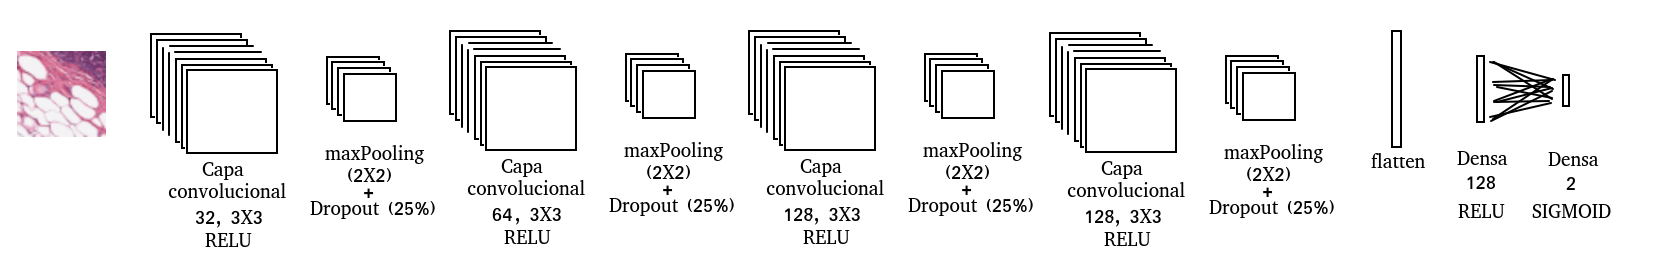 Capa
convolucional
32, 3X3
RELU
maxPooling
(2X2)
+
Dropout (25%)
Capa
convolucional
64, 3X3
RELU
maxPooling
(2X2)
+
Dropout (25%)
Capa
convolucional
128, 3X3
RELU
maxPooling
(2X2)
+
Dropout (25%)
Capa
convolucional
128, 3X3
RELU
maxPooling
(2X2)
+
Dropout (25%)
flatten
Densa
128
RELU
Densa
2
SIGMOID